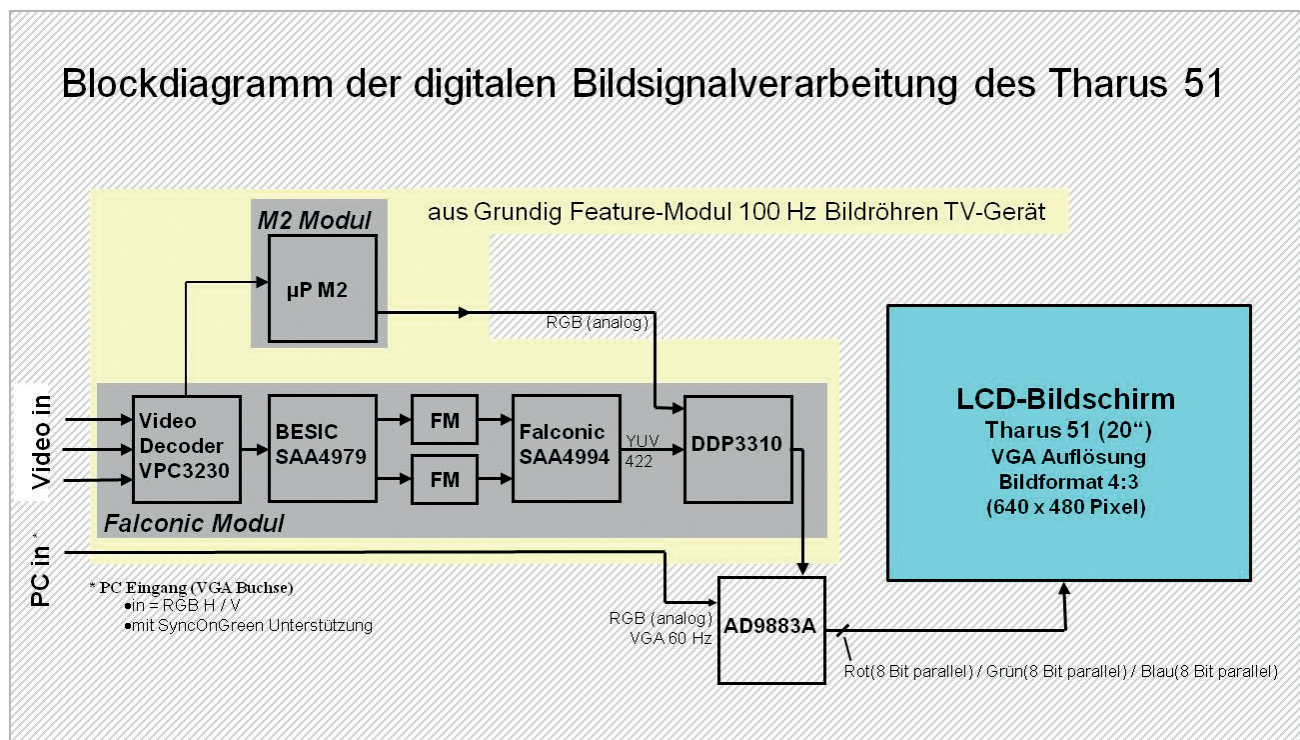 Blockdiagramm der digitalen Bildsignalverarbeitung des Tharus 51
aus Grundig Feature-Modul 100 Hz Bildröhren TV-Gerät
M2 Modul
µP M2
RGB (analog)
Video in
Video
Decoder
VPC3230
BESIC
SAA4979
FM
FM
Falconic
SAA4994
YUV
422
DDP3310
Falconic Modul
LCD-Bildschirm
Tharus 51 (20“)
VGA Auflösung
Bildformat 4:3
(640 x 480 Pixel)
PC in *
* PC Eingang (VGA Buchse)
•in = RGB H / V
•mit SyncOnGreen Unterstützung
RGB (analog)
VGA 60 Hz
AD9883A
Rot(8 Bit parallel) / Grün(8 Bit parallel) / Blau(8 Bit parallel)